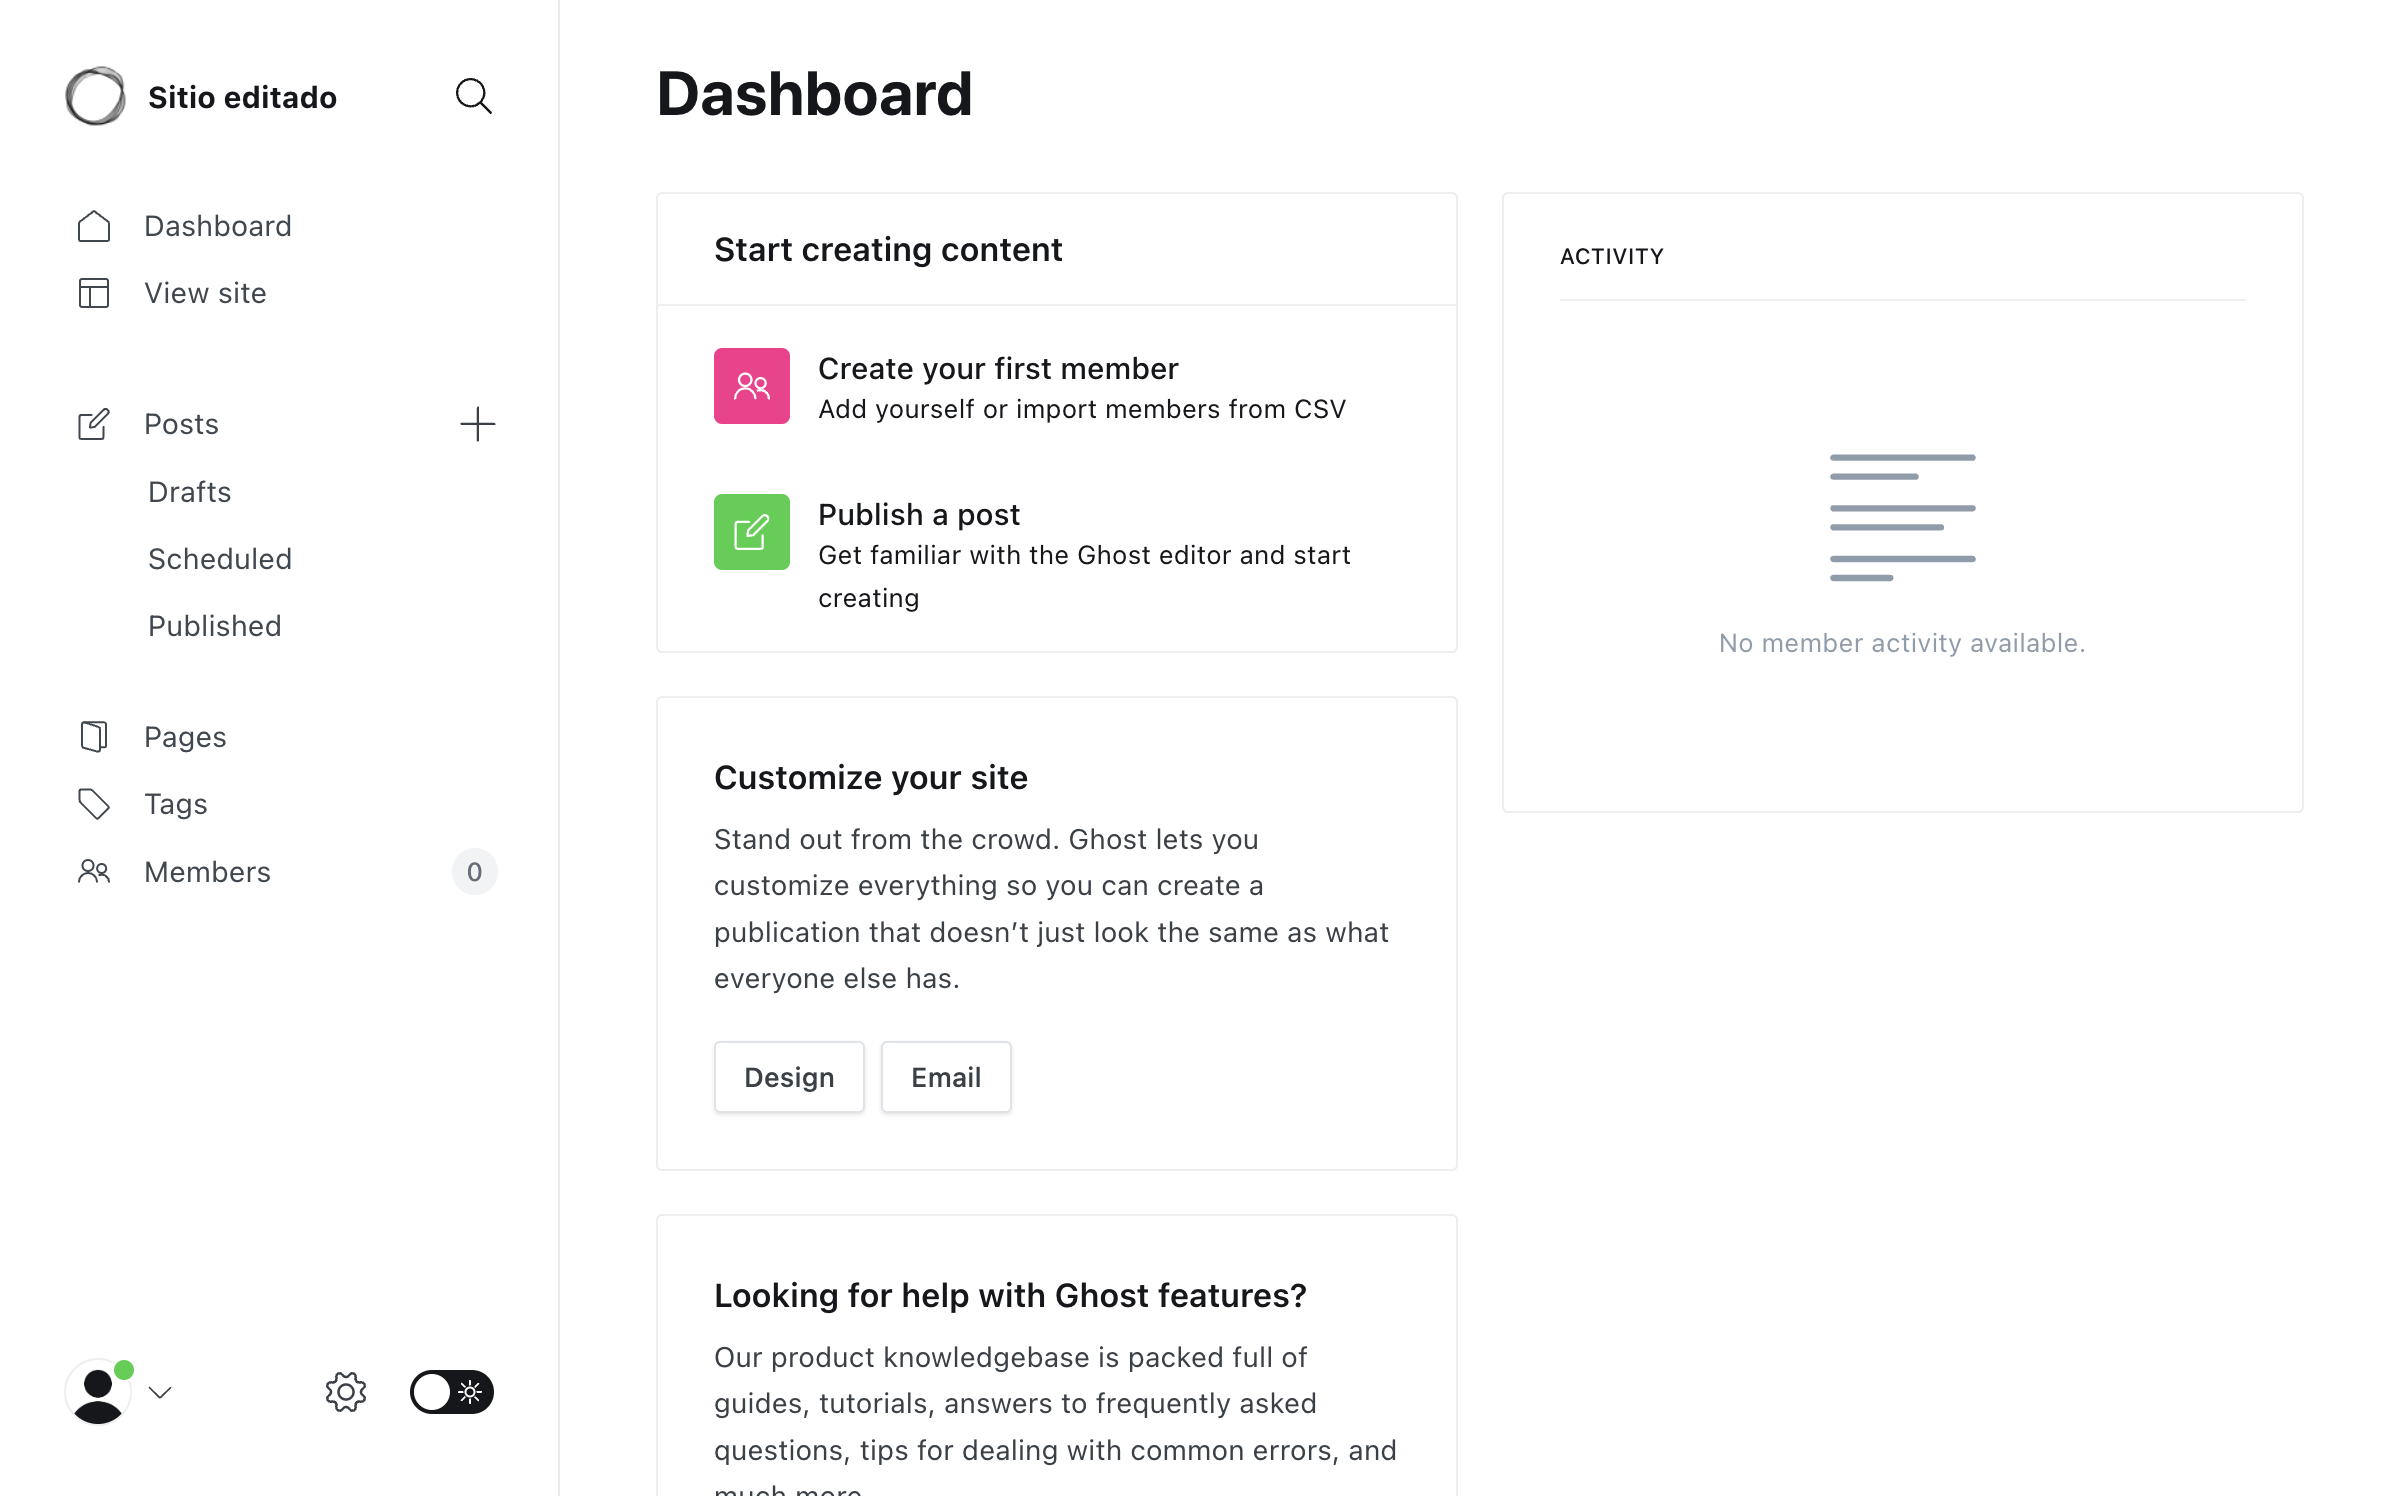 Sitio editado
Dashboard
View site
Posts
Drafts
Scheduled
Published
Pages
Tags
Members
0
Dashboard
Start creating content
Create your first member
Add yourself or import members from CSV
Publish a post
Get familiar with the Ghost editor and start
creating
Customize your site
Stand out from the crowd. Ghost lets you
customize everything so you can create a
publication that doesn’t just look the same as what
everyone else has.
Design
Email
Looking for help with Ghost features?
Our product knowledgebase is packed full of
guides, tutorials, answers to frequently asked
questions, tips for dealing with common errors, and
much more
ACTIVITY
No member activity available.